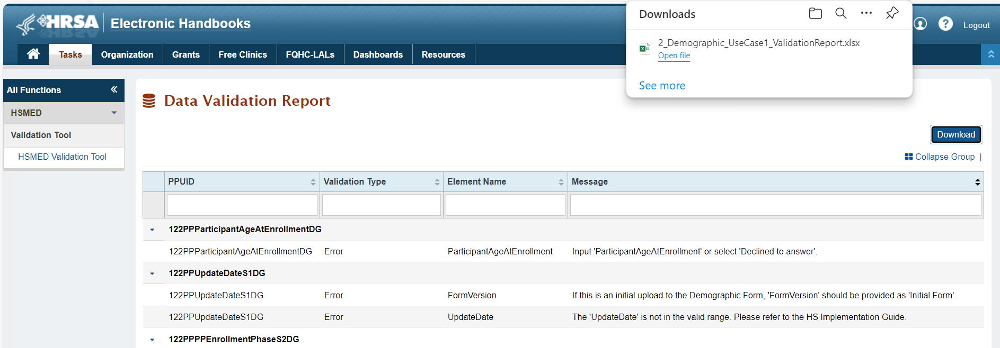 HRSA
Electronic Handbooks
Logout
Downloads
2_Demographic_UseCase1_ValidationReport.xlsx
Open file
See more
Tasks
Organization
Grants
Free Clinics
FQHC-LALs
Dashboards
Resources
All Functions
HSMED
Validation Tool
HSMED Validation Tool
Data Validation Report
Download
Collapse Group |
PPUID
Validation Type
Element Name
Message
122PPParticipantAgeAtEnrollmentDG
122PPParticipantAgeAtEnrollmentDG Error ParticipantAgeAtEnrollment Input 'ParticipantAgeAtEnrollment' or select 'Declined to answer'.
122PPUpdateDateS1DG
122PPUpdateDateS1DG Error FormVersion If this is an initial upload to the Demographic Form, 'FormVersion' should be provided as 'Initial Form'.
122PPUpdateDateS1DG Error UpdateDate The 'UpdateDate' is not in the valid range. Please refer to the HS Implementation Guide.
122PPPPEnrollmentPhaseS2DG